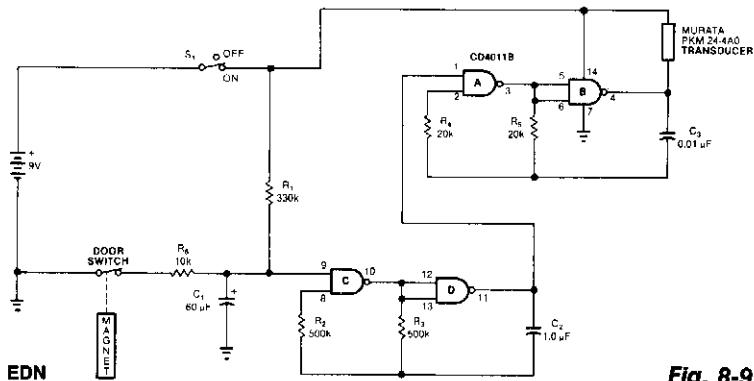 S1 OFF
ON
+
9V
DOOR
SWITCH
MAGNET
R6
10k
C1
60 µF
+
R1
330k
9
8
C
10
R2
500k
R3
500k
12
13
D
11
C2
1.0 µF
CD4011B
1
2
A
3
R4
20k
R5
20k
5
6
B
14
7
4
C3
0.01 µF
MURATA
PKM 24-4A0
TRANSDUCER
EDN
Fig. 8-9